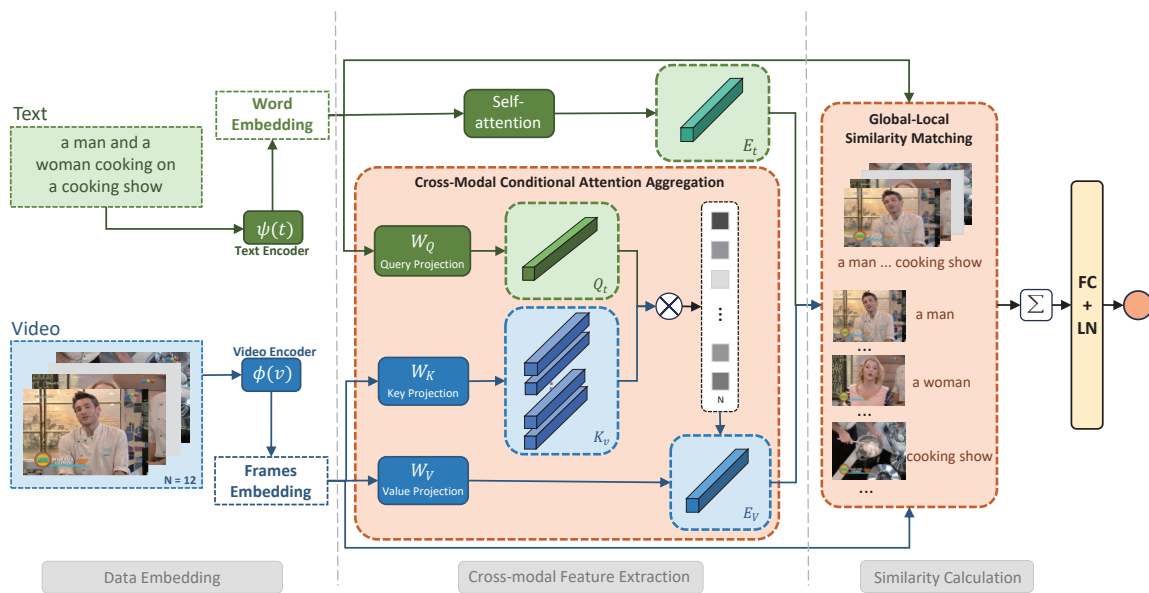 Text
a man and a
woman cooking on
a cooking show
Word
Embedding
ψ(t)
Text Encoder
Video
N = 12
Video Encoder
ϕ(v)
Frames
Embedding
Data Embedding
Self-
attention
E_t
Cross-Modal Conditional Attention Aggregation
W_Q
Query Projection
Q_t
W_K
Key Projection
K_v
W_V
Value Projection
E_V
⋮
N
Cross-modal Feature Extraction
Global-Local
Similarity Matching
a man ... cooking show
a man
...
a woman
...
cooking show
...
Σ
FC
+
LN
Similarity Calculation